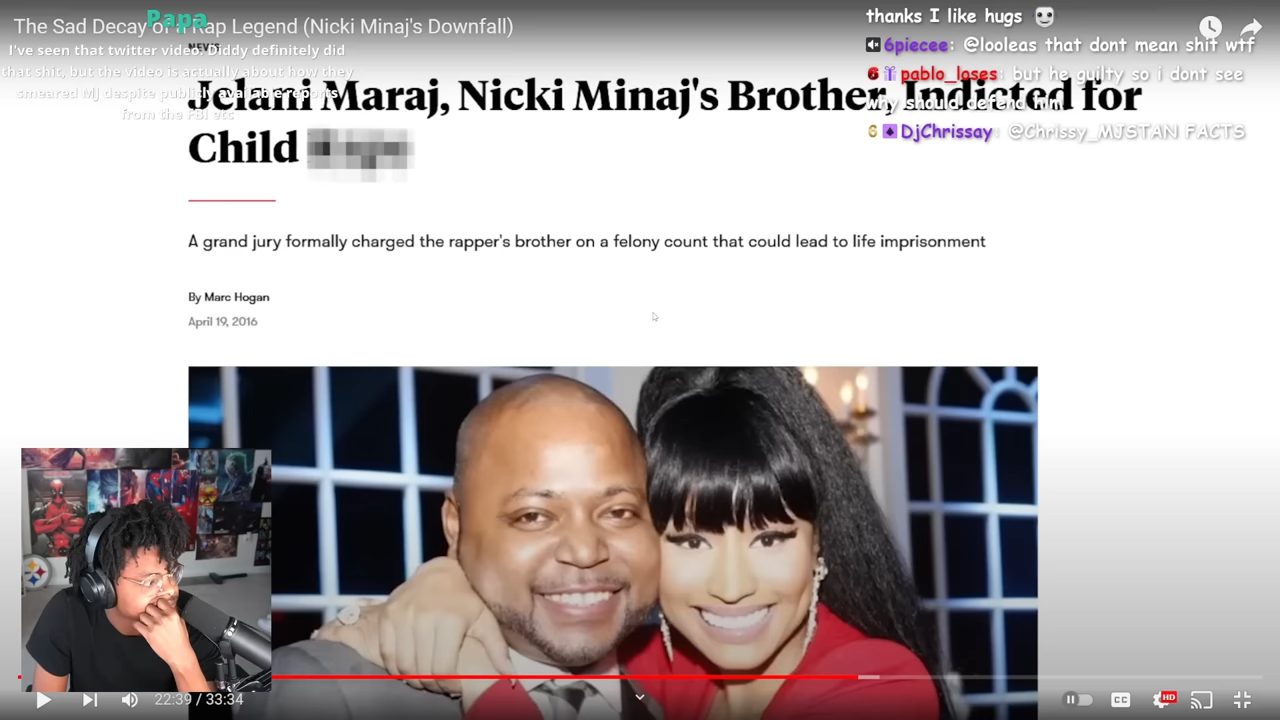 The Sad Decay of a Rap Legend (Nicki Minaj's Downfall)
Papa
I've seen that twitter video. Diddy definitely did
that shit, but the video is actually about how they
smeared MJ despite publicly available reports
from the FBI etc
NEWS
Jelani Maraj, Nicki Minaj's Brother, Indicted for
Child
A grand jury formally charged the rapper's brother on a felony count that could lead to life imprisonment
By Marc Hogan
April 19, 2016
thanks I like hugs
6piecee: @looleas that dont mean shit wtf
pablo_loses: but he guilty so i dont see
why should defend him
6 DjChrissay: @Chrissy_MJSTAN FACTS
22:39 / 33:34
CC
HD